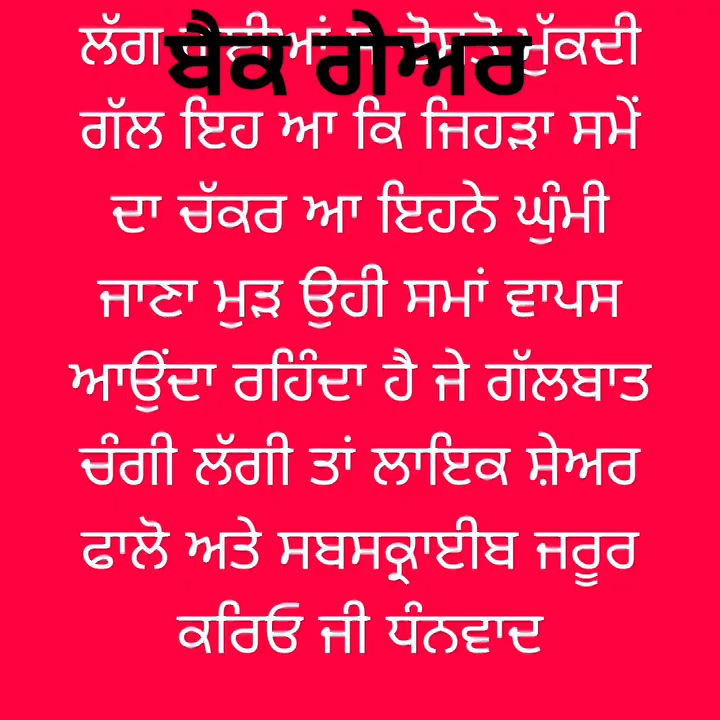 ਬੈਕ ਗੇਅਰ
ਲੱਗ ਮੁੱਕਦੀ
ਗੱਲ ਇਹ ਆ ਕਿ ਜਿਹੜਾ ਸਮੇਂ
ਦਾ ਚੱਕਰ ਆ ਇਹਨੇ ਘੁੰਮੀ
ਜਾਣਾ ਮੁੜ ਉਹੀ ਸਮਾਂ ਵਾਪਸ
ਆਉਂਦਾ ਰਹਿੰਦਾ ਹੈ ਜੇ ਗੱਲਬਾਤ
ਚੰਗੀ ਲੱਗੀ ਤਾਂ ਲਾਇਕ ਸ਼ੇਅਰ
ਫਾਲੋ ਅਤੇ ਸਬਸਕ੍ਰਾਈਬ ਜਰੂਰ
ਕਰਿਓ ਜੀ ਧੰਨਵਾਦ